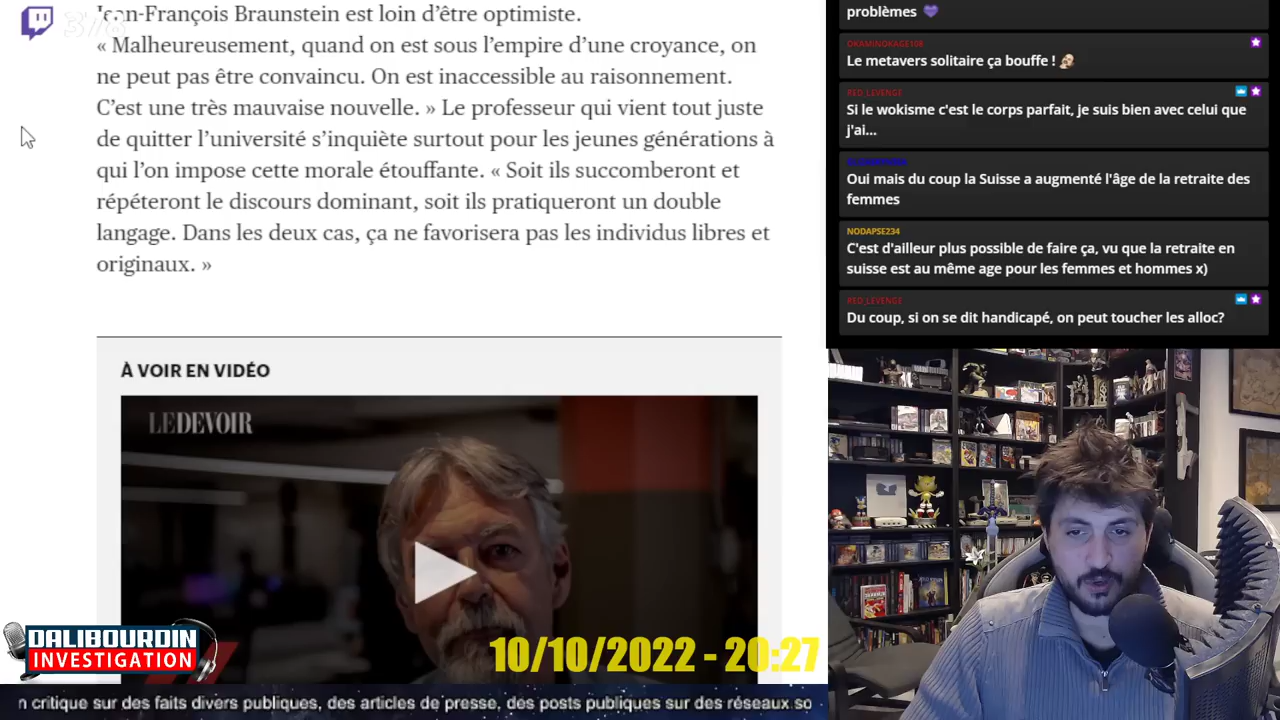 Jean-François Braunstein est loin d’être optimiste.
« Malheureusement, quand on est sous l’empire d’une croyance, on
ne peut pas être convaincu. On est inaccessible au raisonnement.
C’est une très mauvaise nouvelle. » Le professeur qui vient tout juste
de quitter l’université s’inquiète surtout pour les jeunes générations à
qui l’on impose cette morale étouffante. « Soit ils succomberont et
répéteront le discours dominant, soit ils pratiqueront un double
langage. Dans les deux cas, ça ne favorisera pas les individus libres et
originaux. »
À VOIR EN VIDÉO
LE DEVOIR
DALIBOURDIN
INVESTIGATION
10/10/2022 - 20:27
n critique sur des faits divers publiques, des articles de presse, des posts publiques sur des réseaux so
problèmes 💜
OKAMINOKAGE108
Le metavers solitaire ça bouffe !
RED_LEVENGE
Si le wokisme c'est le corps parfait, je suis bien avec celui que
j'ai...
Oui mais du coup la Suisse a augmenté l'âge de la retraite des
femmes
NODAPSE234
C'est d'ailleur plus possible de faire ça, vu que la retraite en
suisse est au même age pour les femmes et hommes x)
RED_LEVENGE
Du coup, si on se dit handicapé, on peut toucher les alloc?